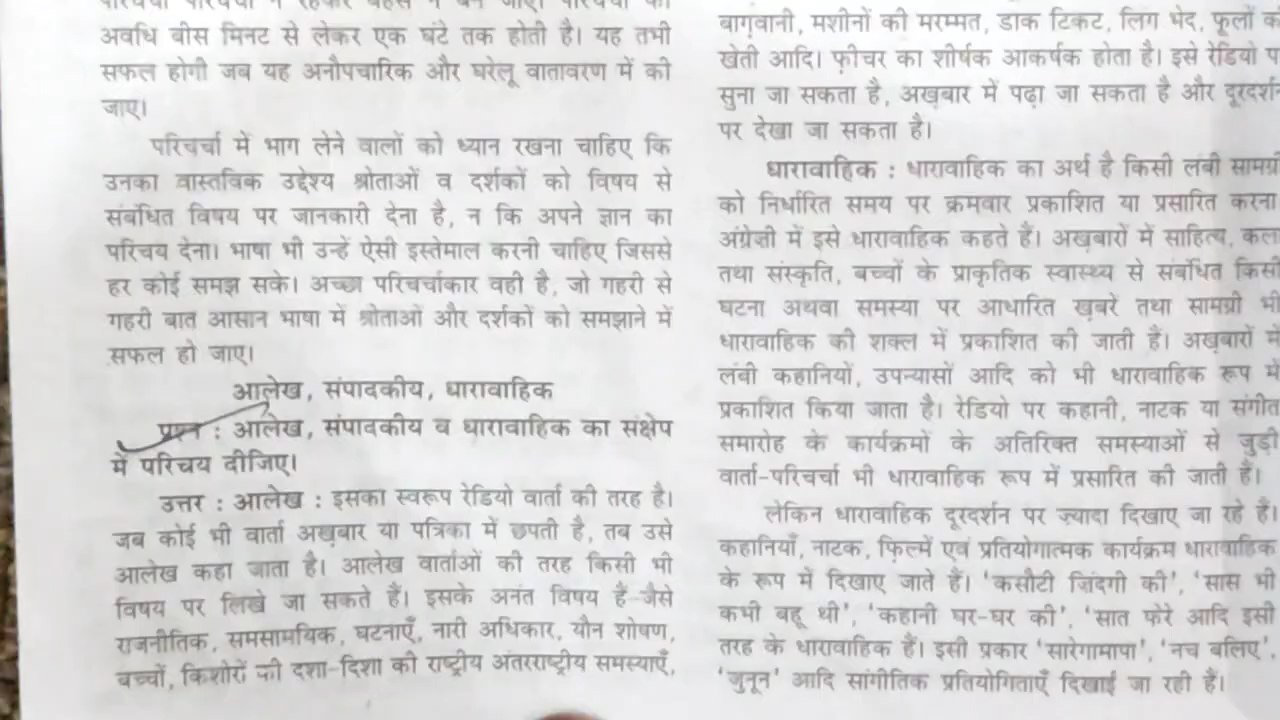 अवधि बीस मिनट से लेकर एक घंटे तक होती है। यह तभी
सफल होगी जब यह अनौपचारिक और घरेलू वातावरण में की
जाए।
परिचर्चा में भाग लेने वालों को ध्यान रखना चाहिए कि
उनका वास्तविक उद्देश्य श्रोताओं व दर्शकों को विषय से
संबंधित विषय पर जानकारी देना है, न कि अपने ज्ञान का
परिचय देना। भाषा भी उन्हें ऐसी इस्तेमाल करनी चाहिए जिससे
हर कोई समझ सके। अच्छा परिचर्चाकार वही है, जो गहरी से
गहरी बात आसान भाषा में श्रोताओं और दर्शकों को समझाने में
सफल हो जाए।
आलेख, संपादकीय, धारावाहिक
प्रश्न : आलेख, संपादकीय व धारावाहिक का संक्षेप
में परिचय दीजिए।
उत्तर : आलेख : इसका स्वरूप रेडियो वार्ता की तरह है।
जब कोई भी वार्ता अख़बार या पत्रिका में छपती है, तब उसे
आलेख कहा जाता है। आलेख वार्ताओं की तरह किसी भी
विषय पर लिखे जा सकते हैं। इसके अनंत विषय हैं-जैसे
राजनीतिक, समसामयिक, घटनाएँ, नारी अधिकार, यौन शोषण,
बच्चों, किशोरों की दशा-दिशा की राष्ट्रीय अंतरराष्ट्रीय समस्याएँ,
बाग़वानी, मशीनों की मरम्मत, डाक टिकट, लिंग भेद, फूलों
खेती आदि। फ़ीचर का शीर्षक आकर्षक होता है। इसे रेडियो
सुना जा सकता है, अख़बार में पढ़ा जा सकता है और दूरदर्शन
पर देखा जा सकता है।
धारावाहिक : धारावाहिक का अर्थ है किसी लंबी सामग्री
को निर्धारित समय पर क्रमवार प्रकाशित या प्रसारित करना
अंग्रेज़ी में इसे धारावाहिक कहते हैं। अख़बारों में साहित्य, कला
तथा संस्कृति, बच्चों के प्राकृतिक स्वास्थ्य से संबंधित किसी
घटना अथवा समस्या पर आधारित ख़बरें तथा सामग्री भी
धारावाहिक की शक्ल में प्रकाशित की जाती हैं। अख़बारों में
लंबी कहानियों, उपन्यासों आदि को भी धारावाहिक रूप में
प्रकाशित किया जाता है। रेडियो पर कहानी, नाटक या संगीत
समारोह के कार्यक्रमों के अतिरिक्त समस्याओं से जुड़ी
वार्ता-परिचर्चा भी धारावाहिक रूप में प्रसारित की जाती हैं।
लेकिन धारावाहिक दूरदर्शन पर ज़्यादा दिखाए जा रहे हैं।
कहानियाँ, नाटक, फ़िल्में एवं प्रतियोगात्मक कार्यक्रम धारावाहिक
के रूप में दिखाए जाते हैं। ‘कसौटी ज़िंदगी की’, ‘सास भी
कभी बहू थी’, ‘कहानी घर-घर की’, ‘सात फेरे आदि इसी
तरह के धारावाहिक हैं। इसी प्रकार ‘सारेगामापा’, ‘नच बलिए’,
‘जुनून’ आदि सांगीतिक प्रतियोगिताएँ दिखाई जा रही हैं।